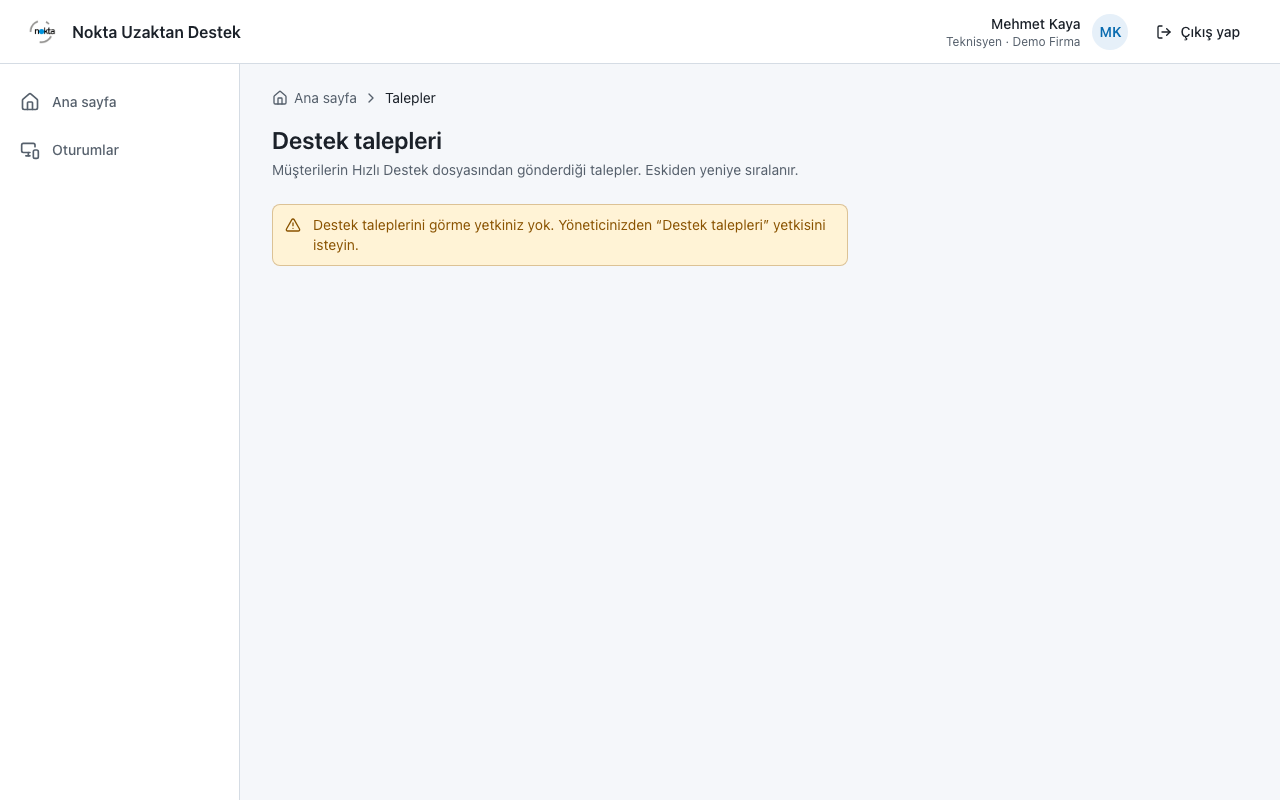 nokta
Nokta Uzaktan Destek
Mehmet Kaya
Teknisyen · Demo Firma
MK
Çıkış yap
Ana sayfa
Oturumlar
Ana sayfa
Talepler
Destek talepleri
Müşterilerin Hızlı Destek dosyasından gönderdiği talepler. Eskiden yeniye sıralanır.
Destek taleplerini görme yetkiniz yok. Yöneticinizden “Destek talepleri” yetkisini
isteyin.